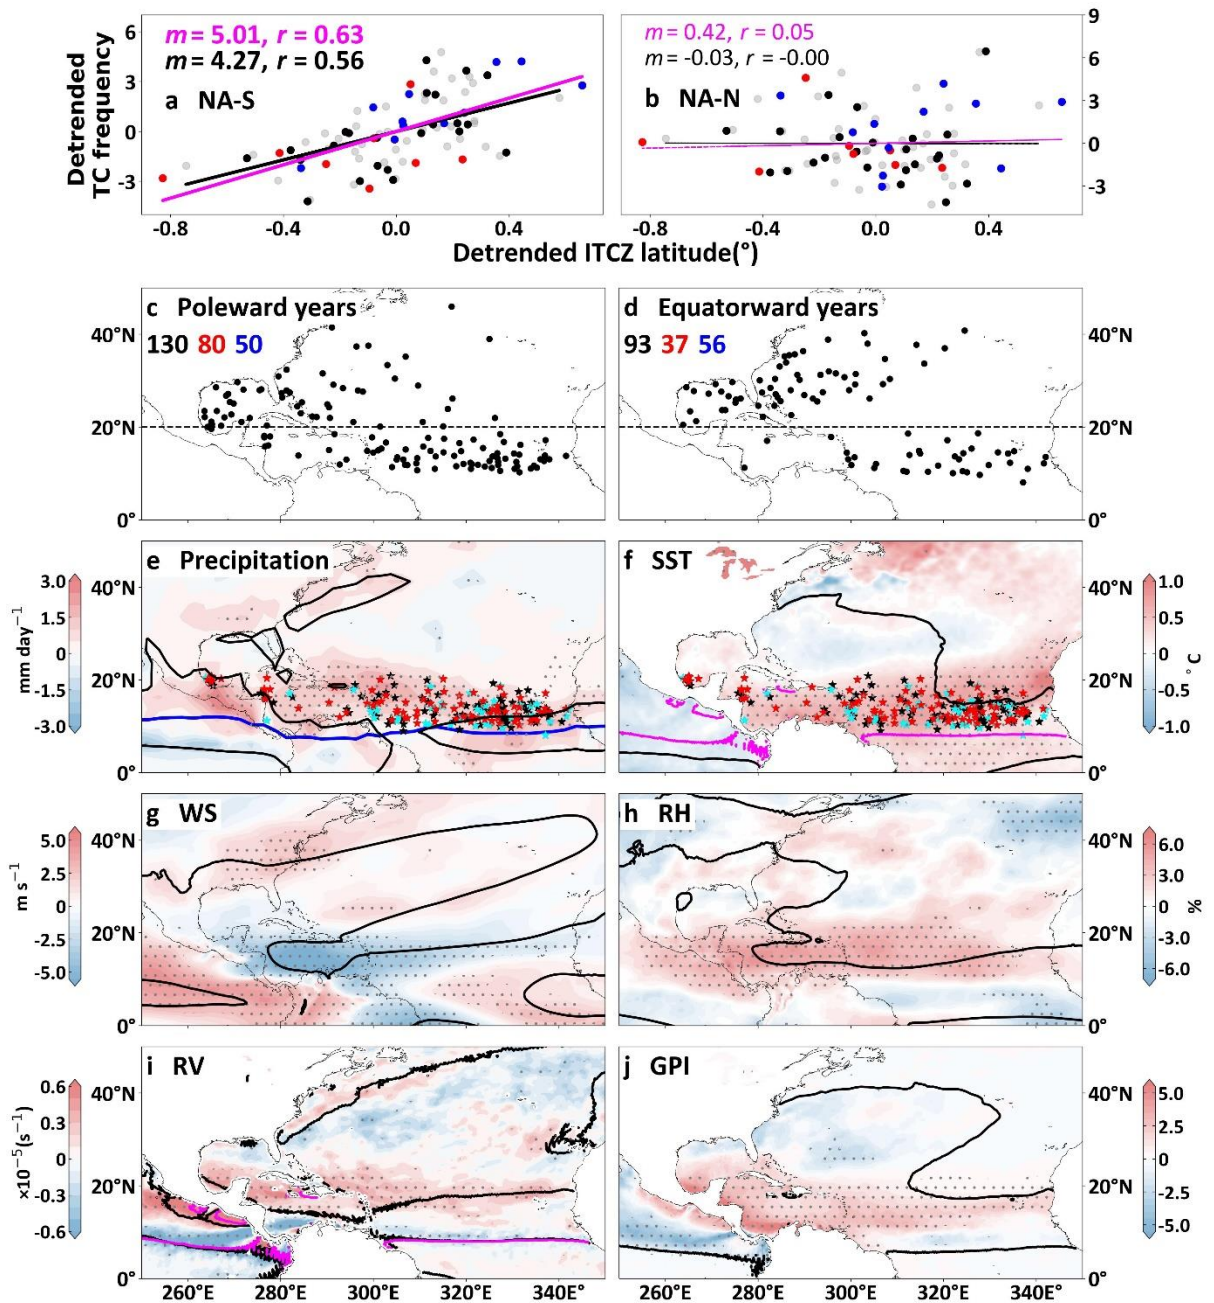 m = 5.01, r = 0.63
m = 4.27, r = 0.56
a NA-S
Detrended
TC frequency
6
3
0
-3
-0.8
-0.4
0.0
0.4
m = 0.42, r = 0.05
m = -0.03, r = -0.00
b NA-N
9
6
3
0
-3
-0.8
-0.4
0.0
0.4
Detrended ITCZ latitude(°)
c Poleward years
130 80 50
40°N
20°N
0°
d Equatorward years
93 37 56
40°N
20°N
0°
e Precipitation
3.0
1.5
0
-1.5
-3.0
mm day⁻¹
40°N
20°N
0°
f SST
40°N
20°N
0°
1.0
0.5
0
-0.5
-1.0
°C
g WS
5.0
2.5
0
-2.5
-5.0
m s⁻¹
40°N
20°N
0°
h RH
40°N
20°N
0°
6.0
3.0
0
-3.0
-6.0
%
i RV
0.6
0.3
0
-0.3
-0.6
×10⁻⁵(s⁻¹)
40°N
20°N
0°
260°E
280°E
300°E
320°E
340°E
j GPI
40°N
20°N
0°
5.0
2.5
0
-2.5
-5.0
260°E
280°E
300°E
320°E
340°E